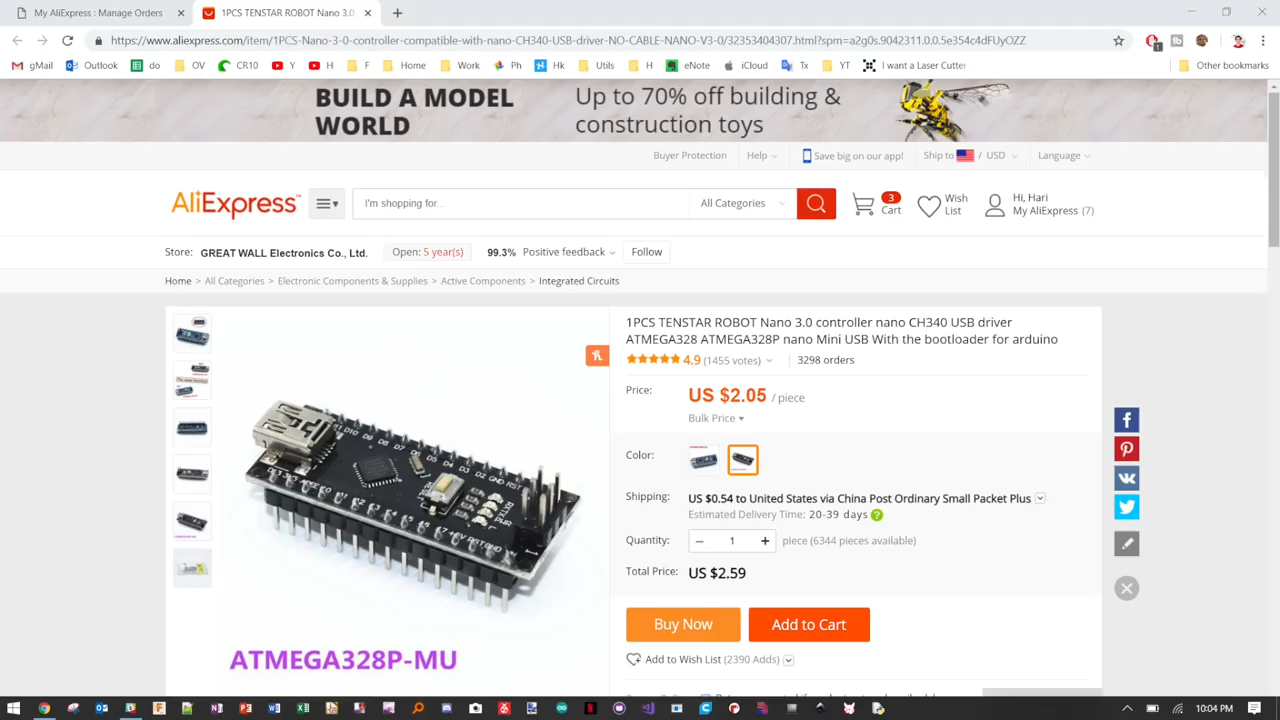 My AliExpress : Manage Orders
1PCS TENSTAR ROBOT Nano 3.0
https://www.aliexpress.com/item/1PCS-Nano-3-0-controller-compatible-with-nano-CH340-USB-driver-NO-CABLE-NANO-V3-0/32353404307.html?spm=a2g0s.9042311.0.0.5e354c4dFUyOZZ
gMail Outlook do OV CR10 Y H F Home Work Ph Hk Utils H eNote iCloud Tx YT I want a Laser Cutter Other bookmarks
BUILD A MODEL
WORLD
Up to 70% off building &
construction toys
Buyer Protection Help Save big on our app! Ship to / USD Language
AliExpress™
I'm shopping for...
All Categories
3
Cart
Wish
List
Hi, Hari
My AliExpress (7)
Store: GREAT WALL Electronics Co., Ltd. Open: 5 year(s) 99.3% Positive feedback Follow
Home > All Categories > Electronic Components & Supplies > Active Components > Integrated Circuits
1PCS TENSTAR ROBOT Nano 3.0 controller nano CH340 USB driver
ATMEGA328 ATMEGA328P nano Mini USB With the bootloader for arduino
4.9 (1455 votes) 3298 orders
Price: US $2.05 / piece
Bulk Price
Color:
Shipping: US $0.54 to United States via China Post Ordinary Small Packet Plus
Estimated Delivery Time: 20-39 days ?
Quantity: 1 piece (6344 pieces available)
Total Price: US $2.59
Buy Now
Add to Cart
Add to Wish List (2390 Adds)
ATMEGA328P-MU
10:04 PM